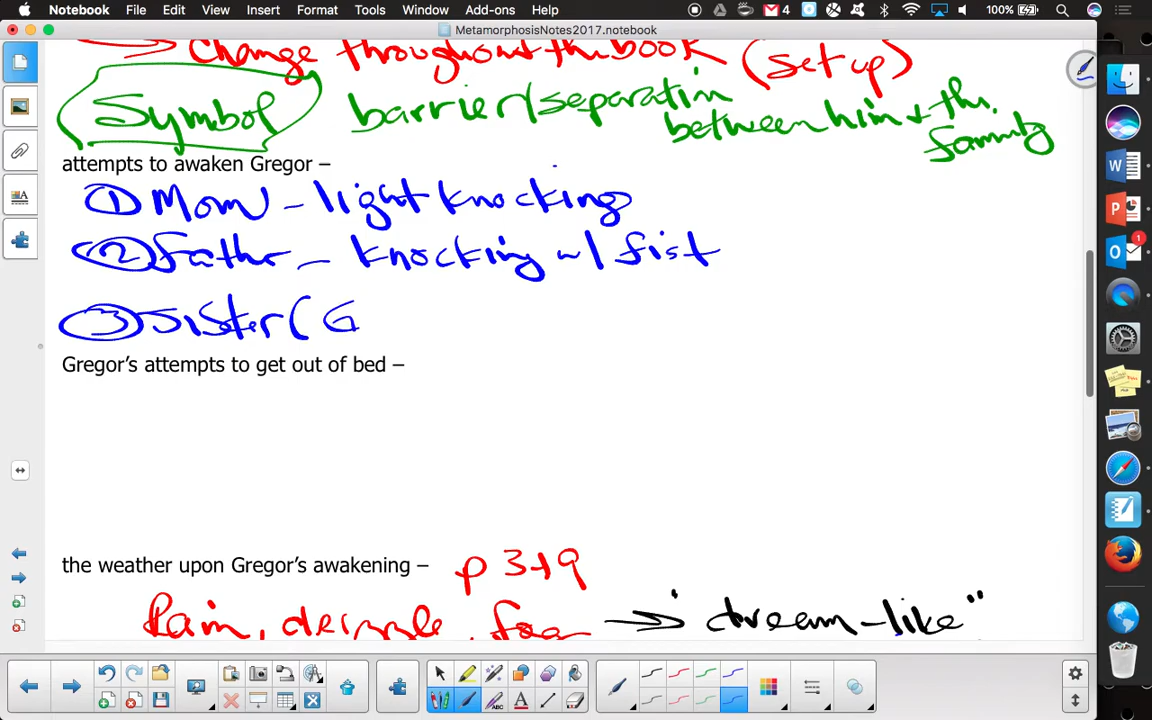 Notebook File Edit View Insert Format Tools Window Add-ons Help 4 100%
MetamorphosisNotes2017.notebook
change throughout the book (set up)
Symbol barrier/separatin between him + the family
attempts to awaken Gregor –
① Mom – light knocking
② Father – knocking w/ fist
③ Sister (G
Gregor's attempts to get out of bed –
the weather upon Gregor's awakening – p 3+9
Rain, drizzle, fog → "dream-like"